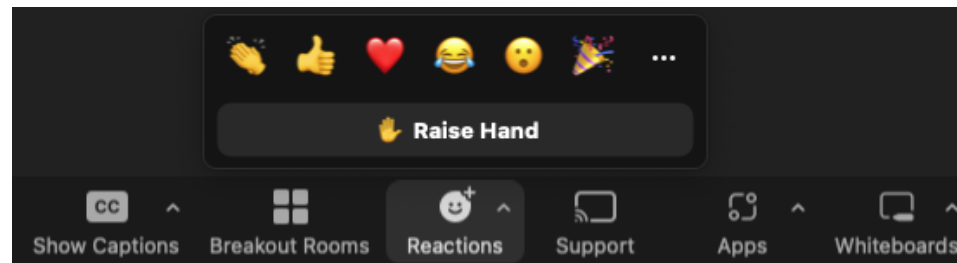 Raise Hand
CC
Show Captions
Breakout Rooms
Reactions
Support
Apps
Whiteboards